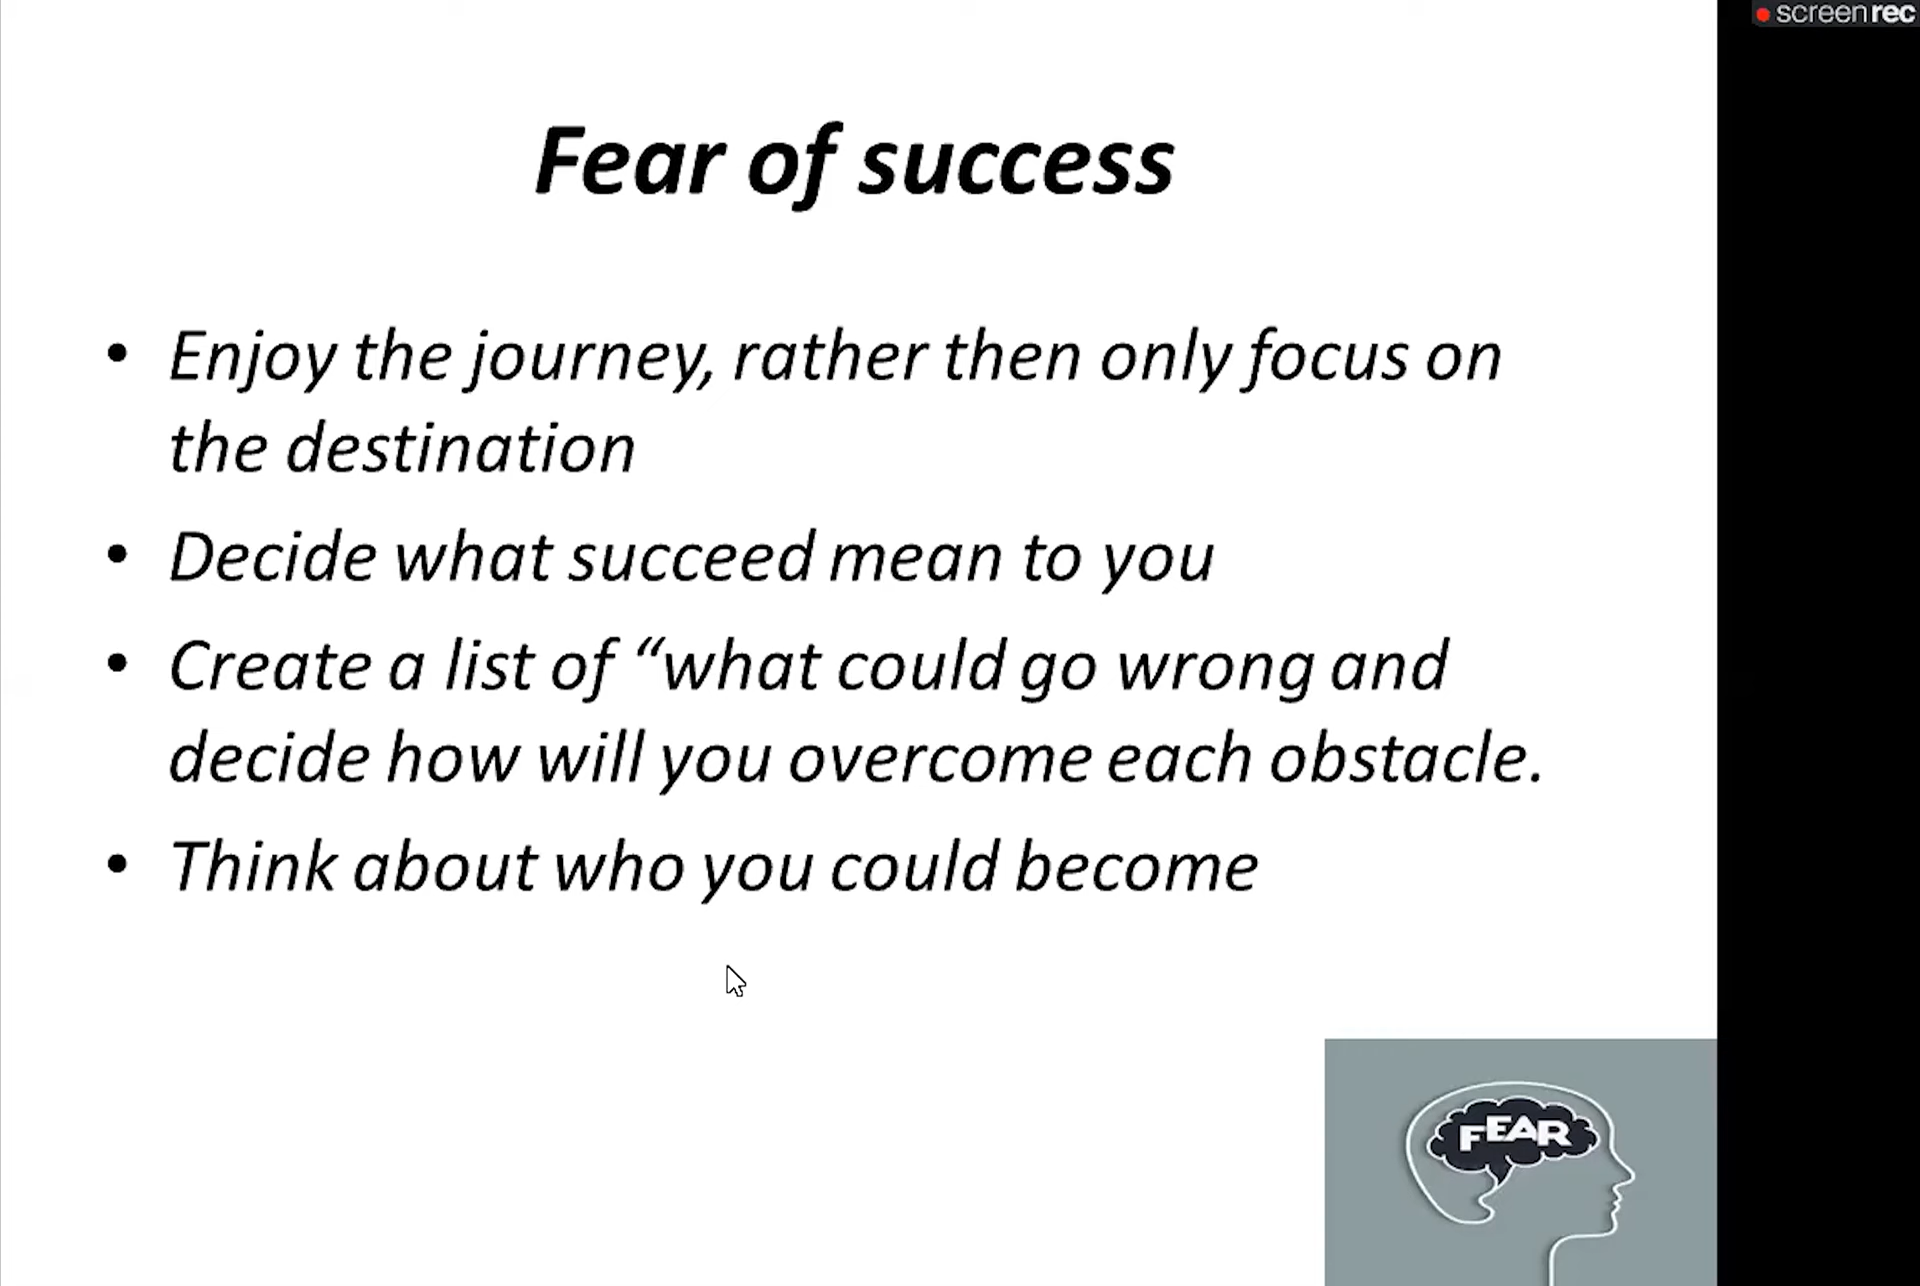 screenrec
Fear of success
• Enjoy the journey, rather then only focus on
the destination
• Decide what succeed mean to you
• Create a list of “what could go wrong and
decide how will you overcome each obstacle.
• Think about who you could become
FEAR